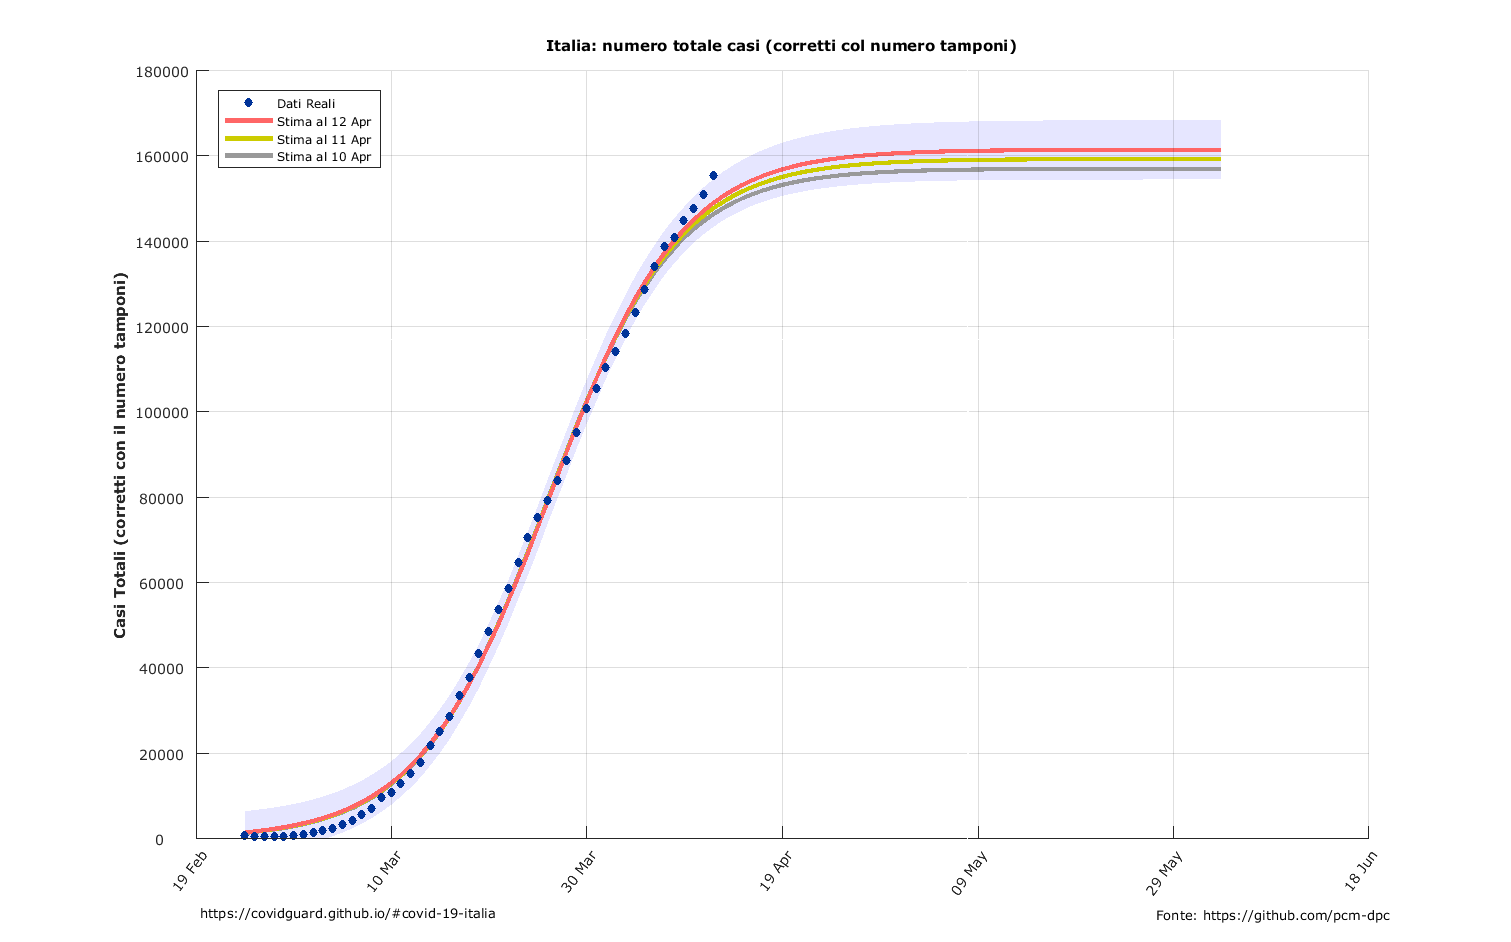 Italia: numero totale casi (corretti col numero tamponi)
180000
160000
140000
120000
100000
80000
60000
40000
20000
0
Casi Totali (corretti con il numero tamponi)
Dati Reali
Stima al 12 Apr
Stima al 11 Apr
Stima al 10 Apr
19 Feb
10 Mar
30 Mar
19 Apr
09 May
29 May
18 Jun
https://covidguard.github.io/#covid-19-italia
Fonte: https://github.com/pcm-dpc